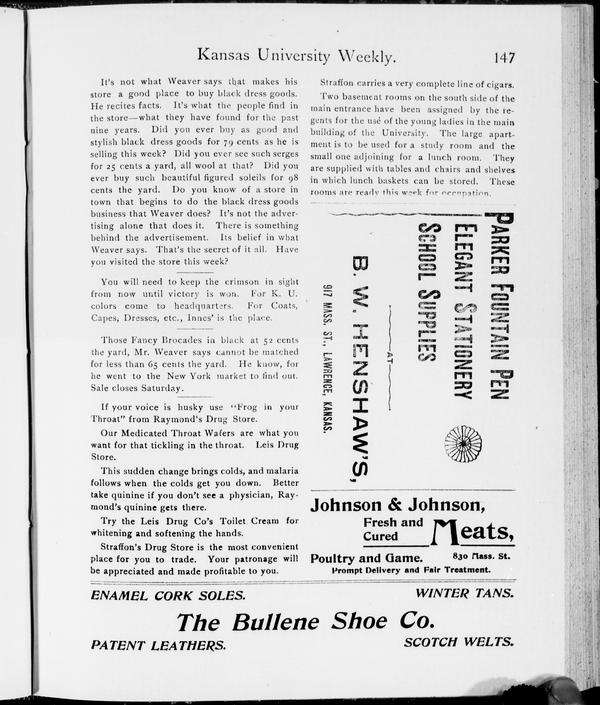 Kansas University Weekly. 147
It's not what Weaver says that makes his
store a good place to buy black dress goods.
He recites facts. It's what the people find in
the store—what they have found for the past
nine years. Did you ever buy as good and
stylish black dress goods for 79 cents as he is
selling this week? Did you ever see such serges
for 25 cents a yard, all wool at that? Did you
ever buy such beautiful figured soleils for 98
cents the yard. Do you know of a store in
town that begins to do the black dress goods
business that Weaver does? It's not the adver-
tising alone that does it. There is something
behind the advertisement. Its belief in what
Weaver says. That's the secret of it all. Have
you visited the store this week?
You will need to keep the crimson in sight
from now until victory is won. For K. U.
colors come to headquarters. For Coats,
Capes, Dresses, etc., Innes' is the place.
Those Fancy Brocades in black at 52 cents
the yard, Mr. Weaver says cannot be matched
for less than 65 cents the yard. He know, for
he went to the New York market to find out.
Sale closes Saturday.
If your voice is husky use "Frog in your
Throat" from Raymond's Drug Store.
Our Medicated Throat Wafers are what you
want for that tickling in the throat. Leis Drug
Store.
This sudden change brings colds, and malaria
follows when the colds get you down. Better
take quinine if you don't see a physician, Ray-
mond's quinine gets there.
Try the Leis Drug Co's Toilet Cream for
whitening and softening the hands.
Straffon's Drug Store is the most convenient
place for you to trade. Your patronage will
be appreciated and made profitable to you.
Straffon carries a very complete line of cigars.
Two basement rooms on the south side of the
main entrance have been assigned by the re-
gents for the use of the young ladies in the main
building of the University. The large apart-
ment is to be used for a study room and the
small one adjoining for a lunch room. They
are supplied with tables and chairs and shelves
in which lunch baskets can be stored. These
rooms are ready this week for occupation.
PARKER FOUNTAIN PEN
ELEGANT STATIONERY
SCHOOL SUPPLIES
AT
B. W. HENSHAW'S,
917 MASS. ST., LAWRENCE, KANSAS.
Johnson & Johnson,
Fresh and
Cured Meats,
Poultry and Game. 830 Mass. St.
Prompt Delivery and Fair Treatment.
ENAMEL CORK SOLES. WINTER TANS.
The Bullene Shoe Co.
PATENT LEATHERS. SCOTCH WELTS.